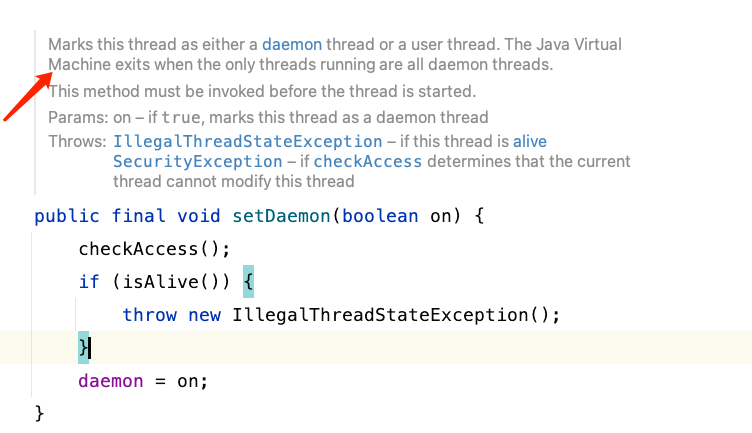 Marks this thread as either a daemon thread or a user thread. The Java Virtual
Machine exits when the only threads running are all daemon threads.
This method must be invoked before the thread is started.
Params: on – if true, marks this thread as a daemon thread
Throws: IllegalThreadStateException – if this thread is alive
SecurityException – if checkAccess determines that the current
thread cannot modify this thread
public final void setDaemon(boolean on) {
    checkAccess();
    if (isAlive()) {
        throw new IllegalThreadStateException();
    }
    daemon = on;
}